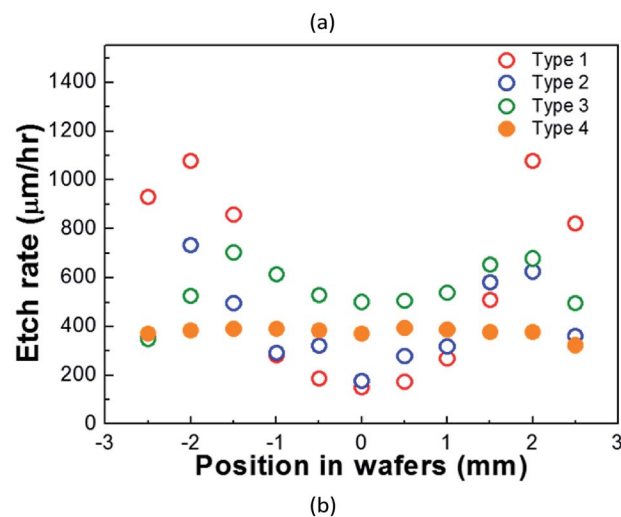 (a)
1400
1200
1000
800
600
400
200
0
Etch rate (μm/hr)
Type 1
Type 2
Type 3
Type 4
-3 -2 -1 0 1 2 3
Position in wafers (mm)
(b)